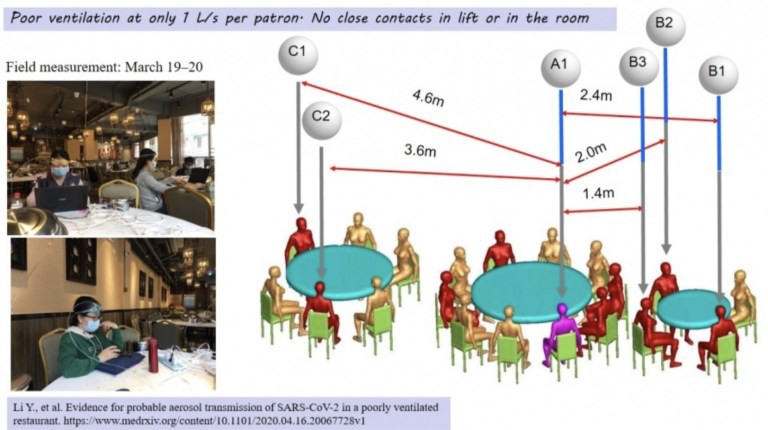 Poor ventilation at only 1 L/s per patron. No close contacts in lift or in the room
Field measurement: March 19–20
C1
C2
A1
B3
B2
B1
4.6m
3.6m
2.4m
2.0m
1.4m
Li Y., et al. Evidence for probable aerosol transmission of SARS-CoV-2 in a poorly ventilated
restaurant. https://www.medrxiv.org/content/10.1101/2020.04.16.20067728v1